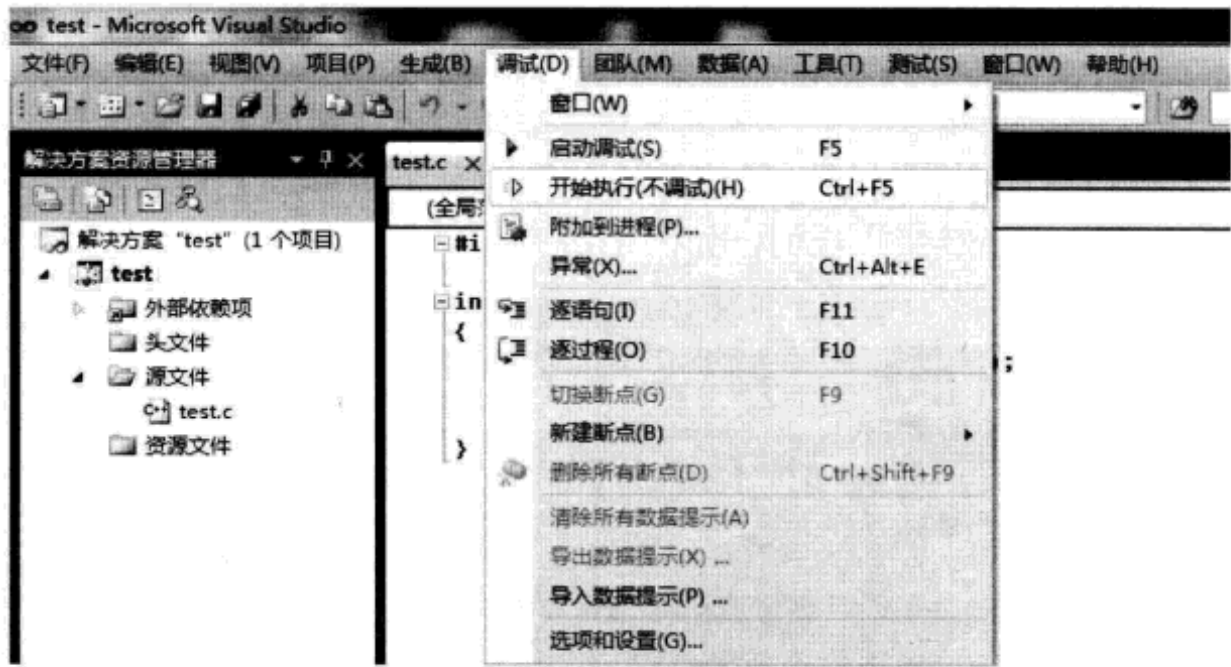 test - Microsoft Visual Studio
文件(F) 编辑(E) 视图(V) 项目(P) 生成(B) 调试(D) 团队(M) 数据(A) 工具(T) 测试(S) 窗口(W) 帮助(H)
窗口(W)
解决方案资源管理器
test.c
启动调试(S) F5
开始执行(不调试)(H) Ctrl+F5
(全局
附加到进程(P)...
解决方案 "test" (1 个项目)
#i
异常(X)... Ctrl+Alt+E
test
外部依赖项
in
逐语句(I) F11
{
头文件
逐过程(O) F10
;
源文件
切换断点(G) F9
test.c
新建断点(B)
资源文件
}
删除所有断点(D) Ctrl+Shift+F9
清除所有数据提示(A)
导出数据提示(X) ...
导入数据提示(P) ...
选项和设置(G)...